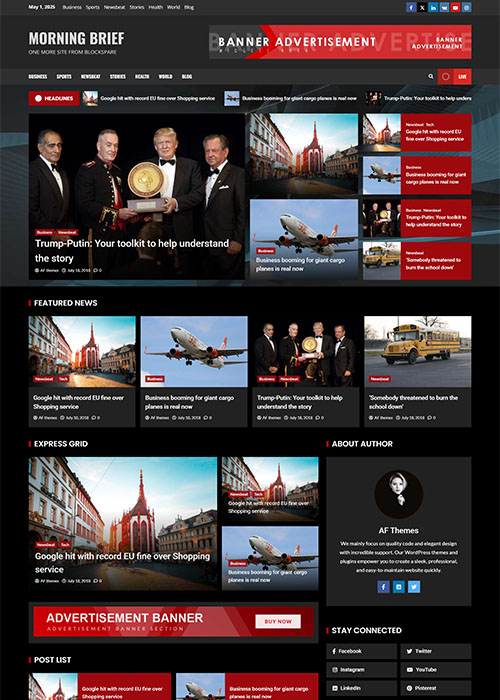 May 1, 2025 Business Sports Newsbeat Stories Health World Blog
MORNING BRIEF
ONE MORE SITE FROM BLOCKSPARE
BANNER ADVERTISEMENT
BANNER
ADVERTISEMENT
BUSINESS SPORTS NEWSBEAT STORIES HEALTH WORLD BLOG
LIVE
HEADLINES
Google hit with record EU fine over Shopping service
Business booming for giant cargo planes is real now
Trump-Putin: Your toolkit to help unders
Business Newsbeat
Trump-Putin: Your toolkit to help understand
the story
AF themes July 18, 2018 0
Business
Business booming for giant cargo
planes is real now
Newsbeat Tech
Google hit with record EU
fine over Shopping service
Business
Business booming for giant
cargo planes is real now
Business Newsbeat
Trump-Putin: Your toolkit to
help understand the story
Newsbeat
'Somebody threatened to
burn the school down'
FEATURED NEWS
Newsbeat Tech
Google hit with record EU fine over
Shopping service
AF themes July 18, 2018 0
Business
Business booming for giant cargo
planes is real now
AF themes July 18, 2018 0
Business Newsbeat
Trump-Putin: Your toolkit to help
understand the story
AF themes July 18, 2018 0
Newsbeat
'Somebody threatened to burn the
school down'
AF themes July 18, 2018 0
EXPRESS GRID
Newsbeat Tech
Google hit with record EU fine over Shopping
service
AF themes July 18, 2018 0
Newsbeat Tech
Google hit with record EU fine over
Shopping service
Business
Business booming for giant cargo
planes is real now
ABOUT AUTHOR
AF Themes
We mainly focus on quality code and elegant design
with incredible support. Our WordPress themes and
plugins empower you to create a sleek, professional,
and easy-to-maintain website quickly.
ADVERTISEMENT BANNER
ADVERTISEMENT BANNER SECTION
BUY NOW
STAY CONNECTED
Facebook Twitter
Instagram YouTube
LinkedIn Pinterest
POST LIST
Newsbeat Tech
Google hit with record EU
Business
Business booming for giant